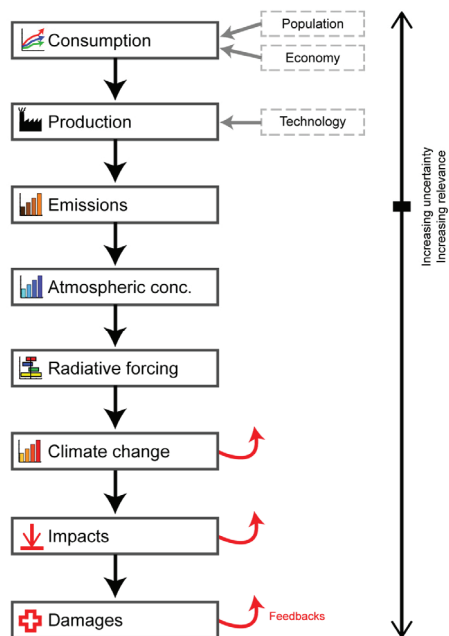 Population
Consumption
Economy
Production
Technology
Emissions
Increasing uncertainty
Increasing relevance
Atmospheric conc.
Radiative forcing
Climate change
Impacts
Damages
Feedbacks